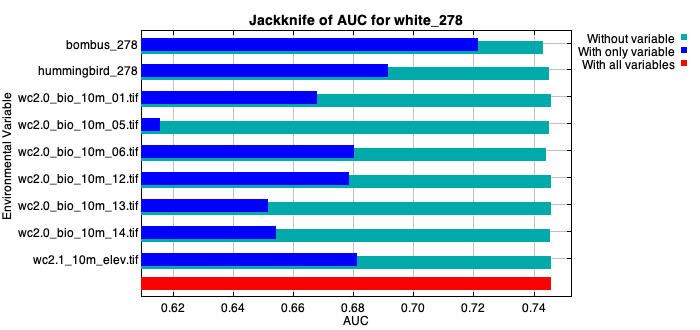 Jackknife of AUC for white_278
Without variable
With only variable
With all variables
Environmental Variable
bombus_278
hummingbird_278
wc2.0_bio_10m_01.tif
wc2.0_bio_10m_05.tif
wc2.0_bio_10m_06.tif
wc2.0_bio_10m_12.tif
wc2.0_bio_10m_13.tif
wc2.0_bio_10m_14.tif
wc2.1_10m_elev.tif
0.62 0.64 0.66 0.68 0.70 0.72 0.74
AUC